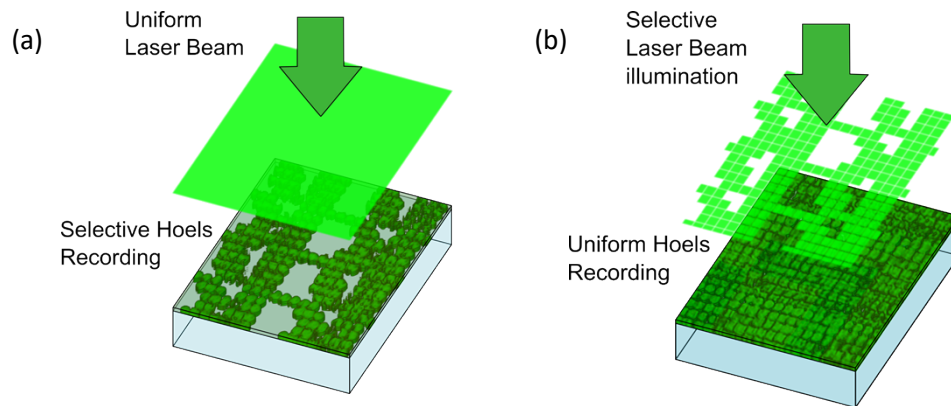 (a)
Uniform
Laser Beam
Selective Hoels
Recording
(b)
Selective
Laser Beam
illumination
Uniform Hoels
Recording